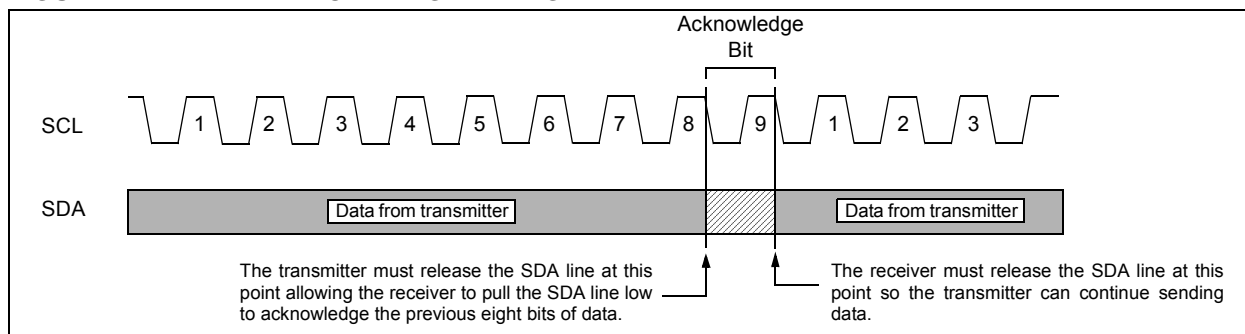 Acknowledge
Bit
SCL
1 2 3 4 5 6 7 8 9 1 2 3
SDA
Data from transmitter
Data from transmitter
The transmitter must release the SDA line at this
point allowing the receiver to pull the SDA line low
to acknowledge the previous eight bits of data.
The receiver must release the SDA line at this
point so the transmitter can continue sending
data.